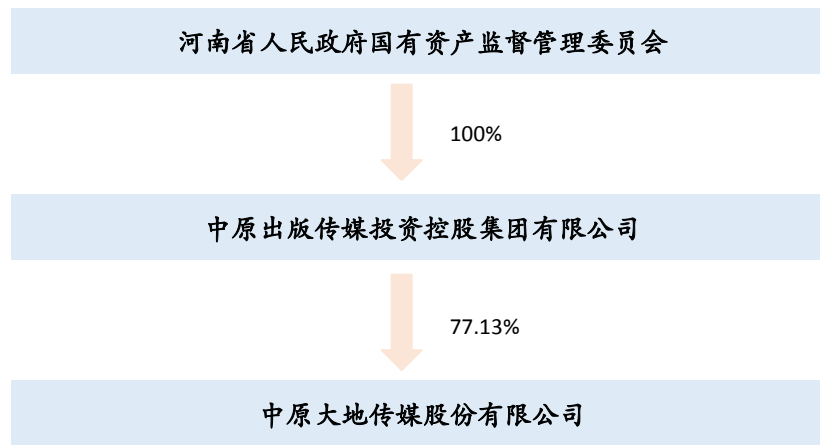 河南省人民政府国有资产监督管理委员会
100%
中原出版传媒投资控股集团有限公司
77.13%
中原大地传媒股份有限公司